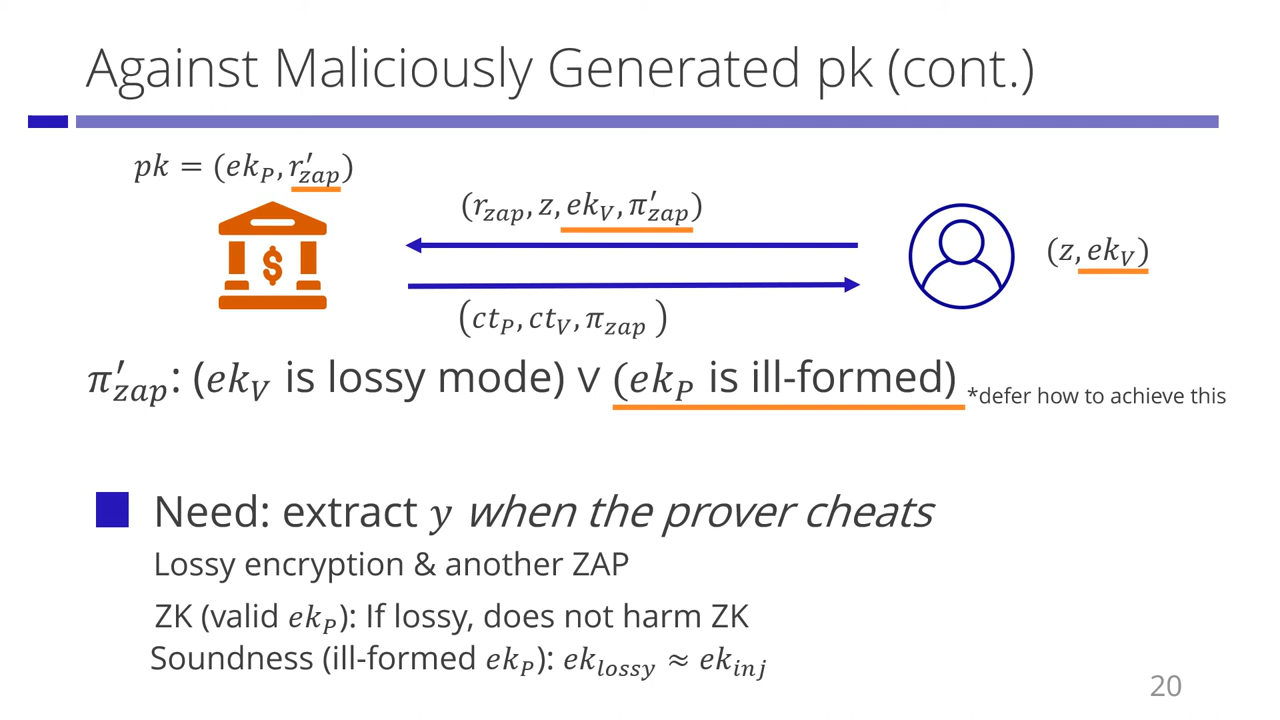 Against Maliciously Generated pk (cont.)
pk = (ek_P, r'_zap)
(r_zap, z, ek_V, π'_zap)
(z, ek_V)
$
(ct_P, ct_V, π_zap )
π'_zap: (ek_V is lossy mode) ∨ (ek_P is ill-formed) *defer how to achieve this
Need: extract y when the prover cheats
Lossy encryption & another ZAP
ZK (valid ek_P): If lossy, does not harm ZK
Soundness (ill-formed ek_P): ek_lossy ≈ ek_inj
20